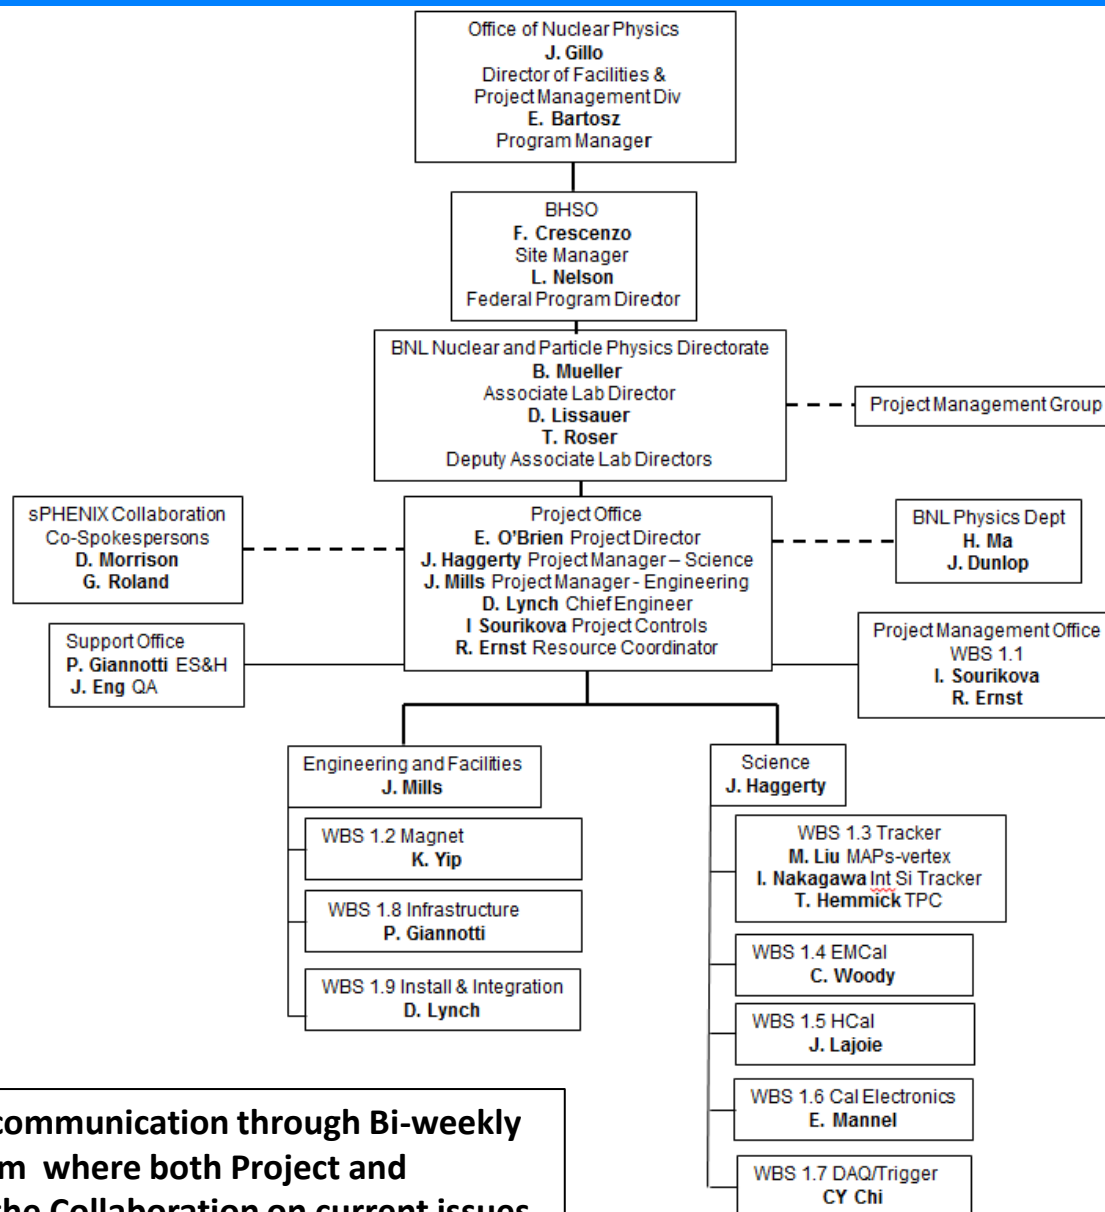 Office of Nuclear Physics
J. Gillo
Director of Facilities &
Project Management Div
E. Bartosz
Program Manager
BHSO
F. Crescenzo
Site Manager
L. Nelson
Federal Program Director
BNL Nuclear and Particle Physics Directorate
B. Mueller
Associate Lab Director
D. Lissauer
T. Roser
Deputy Associate Lab Directors
Project Management Group
sPHENIX Collaboration
Co-Spokespersons
D. Morrison
G. Roland
Project Office
E. O'Brien Project Director
J. Haggerty Project Manager – Science
J. Mills Project Manager - Engineering
D. Lynch Chief Engineer
I Sourikova Project Controls
R. Ernst Resource Coordinator
BNL Physics Dept
H. Ma
J. Dunlop
Support Office
P. Giannotti ES&H
J. Eng QA
Project Management Office
WBS 1.1
I. Sourikova
R. Ernst
Engineering and Facilities
J. Mills
WBS 1.2 Magnet
K. Yip
WBS 1.8 Infrastructure
P. Giannotti
WBS 1.9 Install & Integration
D. Lynch
Science
J. Haggerty
WBS 1.3 Tracker
M. Liu MAPs-vertex
I. Nakagawa Int Si Tracker
T. Hemmick TPC
WBS 1.4 EMCal
C. Woody
WBS 1.5 HCal
J. Lajoie
WBS 1.6 Cal Electronics
E. Mannel
WBS 1.7 DAQ/Trigger
CY Chi
communication through Bi-weekly
m where both Project and
the Collaboration on current issues